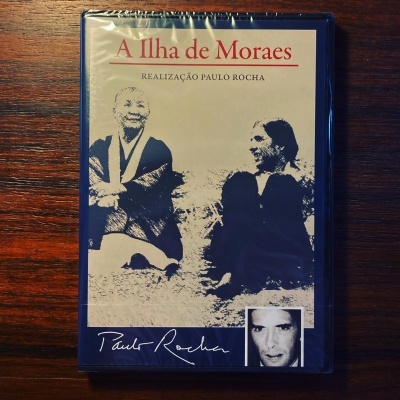 A Ilha de Moraes
REALIZAÇÃO PAULO ROCHA
Paulo Rocha